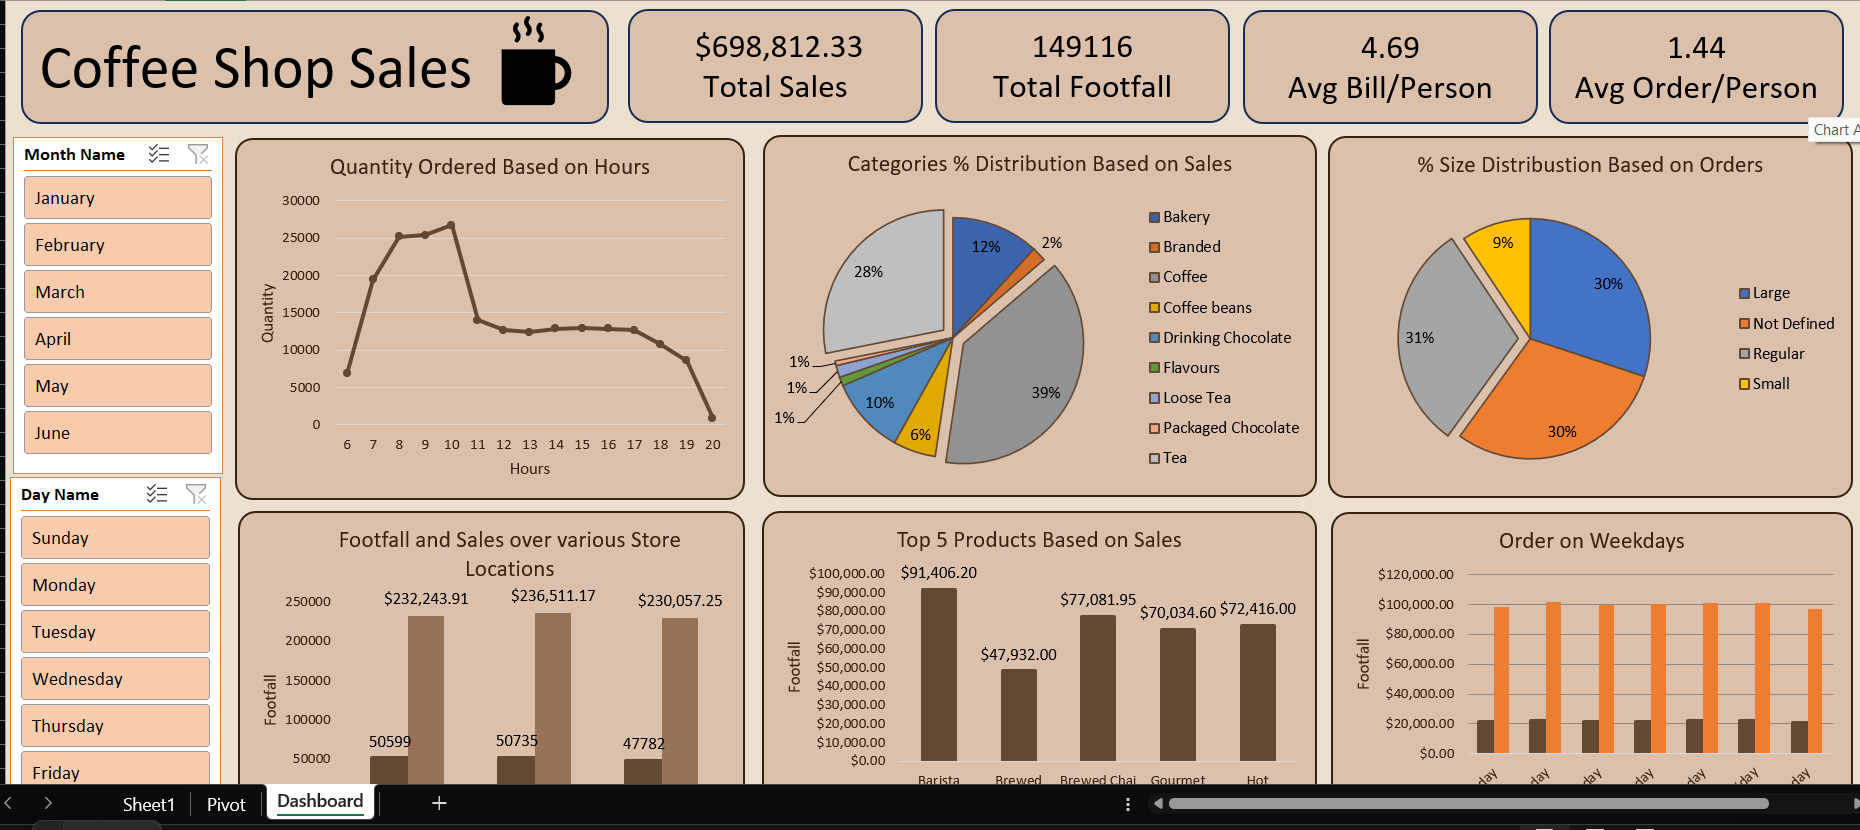 Coffee Shop Sales
$698,812.33
Total Sales
149116
Total Footfall
4.69
Avg Bill/Person
1.44
Avg Order/Person
Chart A
Month Name
January
February
March
April
May
June
Day Name
Sunday
Monday
Tuesday
Wednesday
Thursday
Friday
Quantity Ordered Based on Hours
30000
25000
20000
15000
10000
5000
0
Quantity
6 7 8 9 10 11 12 13 14 15 16 17 18 19 20
Hours
Categories % Distribution Based on Sales
12%
2%
39%
6%
10%
1%
1%
1%
28%
Bakery
Branded
Coffee
Coffee beans
Drinking Chocolate
Flavours
Loose Tea
Packaged Chocolate
Tea
% Size Distribustion Based on Orders
9%
30%
31%
30%
Large
Not Defined
Regular
Small
Footfall and Sales over various Store
Locations
250000
200000
150000
100000
50000
Footfall
$232,243.91
$236,511.17
$230,057.25
50599
50735
47782
Top 5 Products Based on Sales
$100,000.00
$90,000.00
$80,000.00
$70,000.00
$60,000.00
$50,000.00
$40,000.00
$30,000.00
$20,000.00
$10,000.00
$0.00
Footfall
$91,406.20
$47,932.00
$77,081.95
$70,034.60
$72,416.00
Barista
Brewed
Brewed Chai
Gourmet
Hot
Order on Weekdays
$120,000.00
$100,000.00
$80,000.00
$60,000.00
$40,000.00
$20,000.00
$0.00
Footfall
day
day
day
day
day
day
day
Sheet1
Pivot
Dashboard